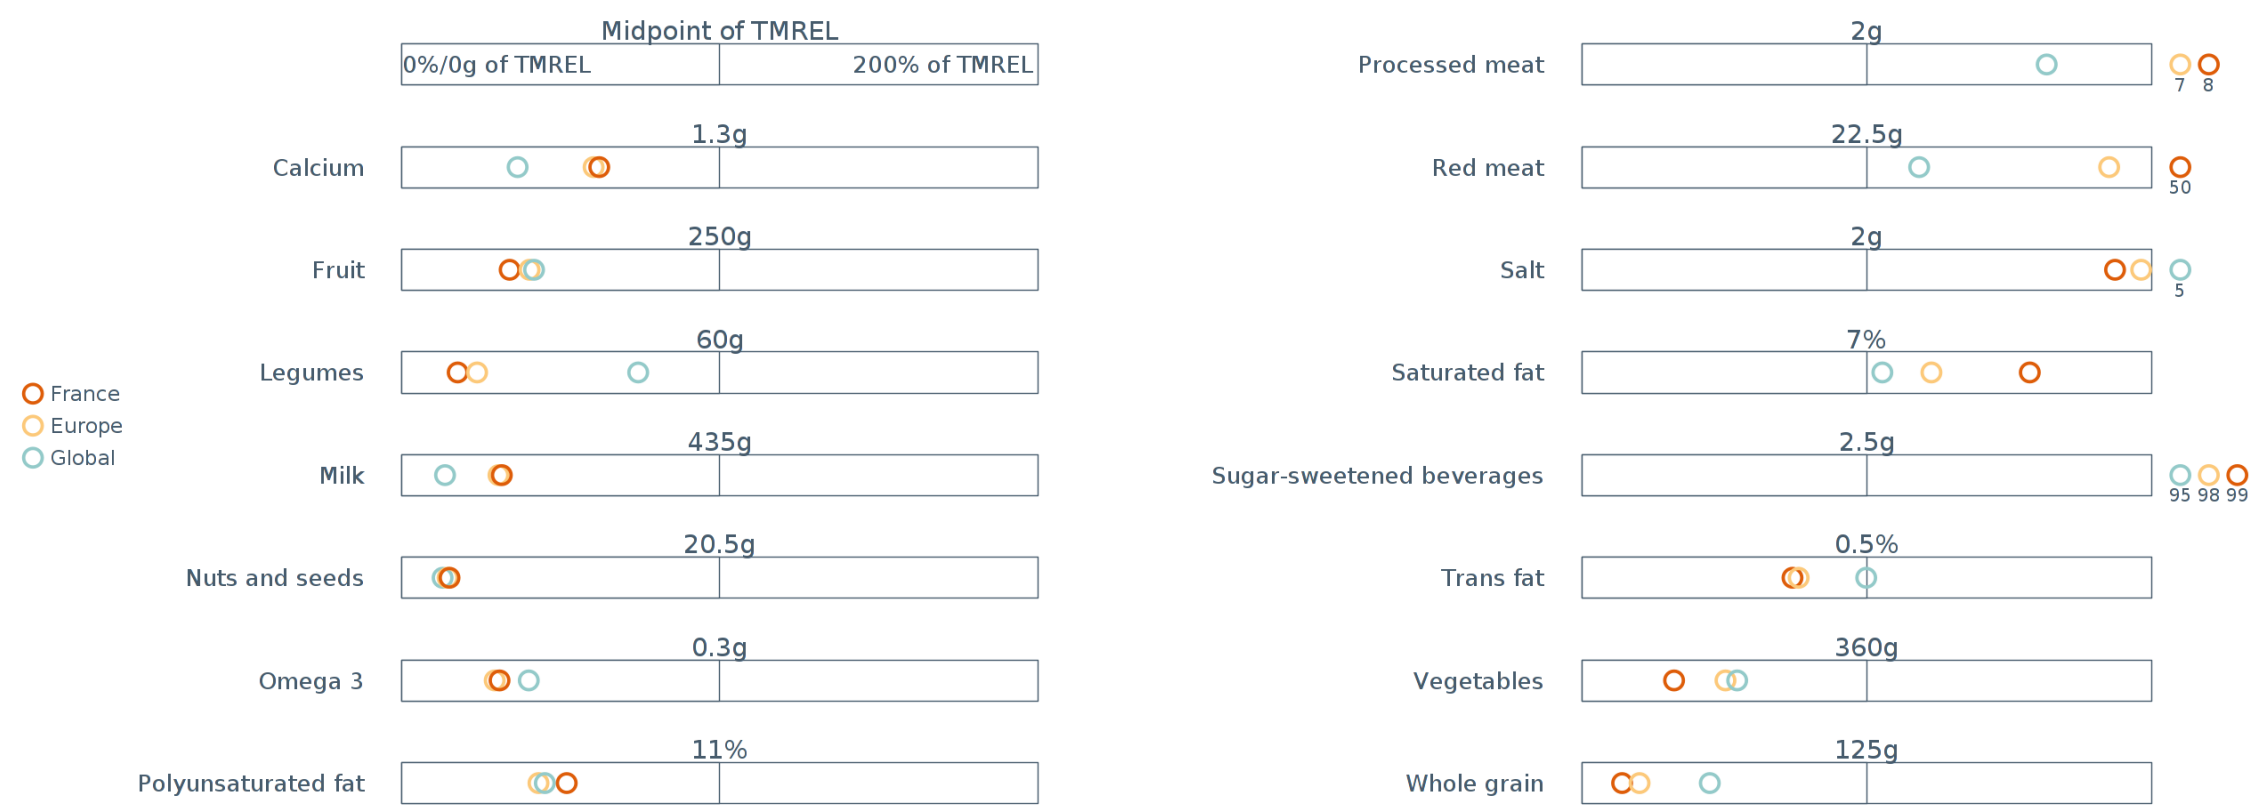 Midpoint of TMREL
0%/0g of TMREL 200% of TMREL
1.3g
Calcium
250g
Fruit
60g
Legumes
France
Europe
Global
435g
Milk
20.5g
Nuts and seeds
0.3g
Omega 3
11%
Polyunsaturated fat
2g
Processed meat
7 8
22.5g
Red meat
50
2g
Salt
5
7%
Saturated fat
2.5g
Sugar-sweetened beverages
95 98 99
0.5%
Trans fat
360g
Vegetables
125g
Whole grain